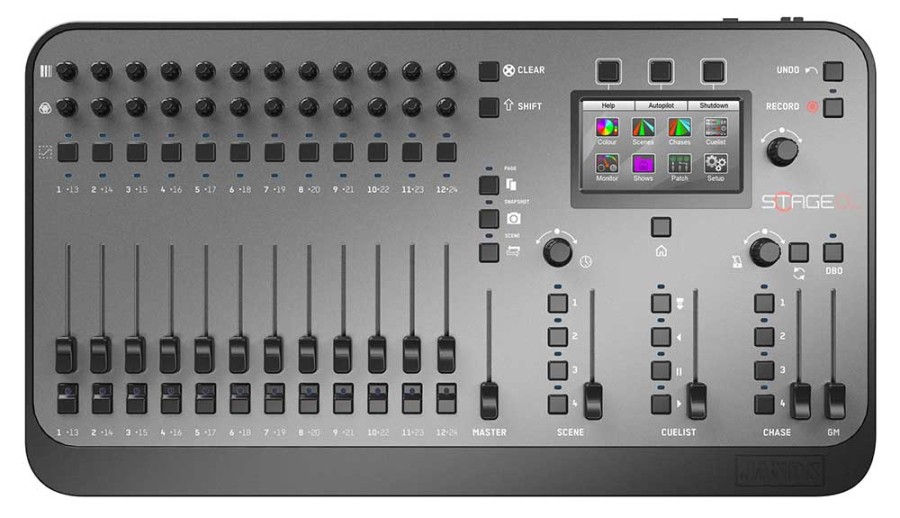 CLEAR
UNDO
Help Autopilot Shutdown
SHIFT
RECORD
Colour Scenes Chases Cuelist
Monitor Shows Patch Setup
PAGE
1 •13 2 •14 3 •15 4 •16 5 •17 6 •18 7 •19 8 •20 9 •21 10•22 11•23 12•24
SNAPSHOT
STAGE CL
SCENE
DBO
1 1
2 2
3 3
4 4
1 •13 2 •14 3 •15 4 •16 5 •17 6 •18 7 •19 8 •20 9 •21 10•22 11•23 12•24
MASTER SCENE CUELIST CHASE GM
JANDS